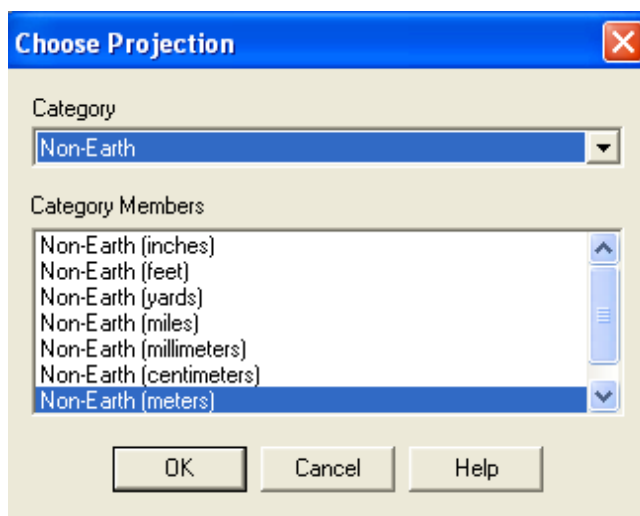 Choose Projection
Category
Non-Earth
Category Members
Non-Earth (inches)
Non-Earth (feet)
Non-Earth (yards)
Non-Earth (miles)
Non-Earth (millimeters)
Non-Earth (centimeters)
Non-Earth (meters)
OK Cancel Help